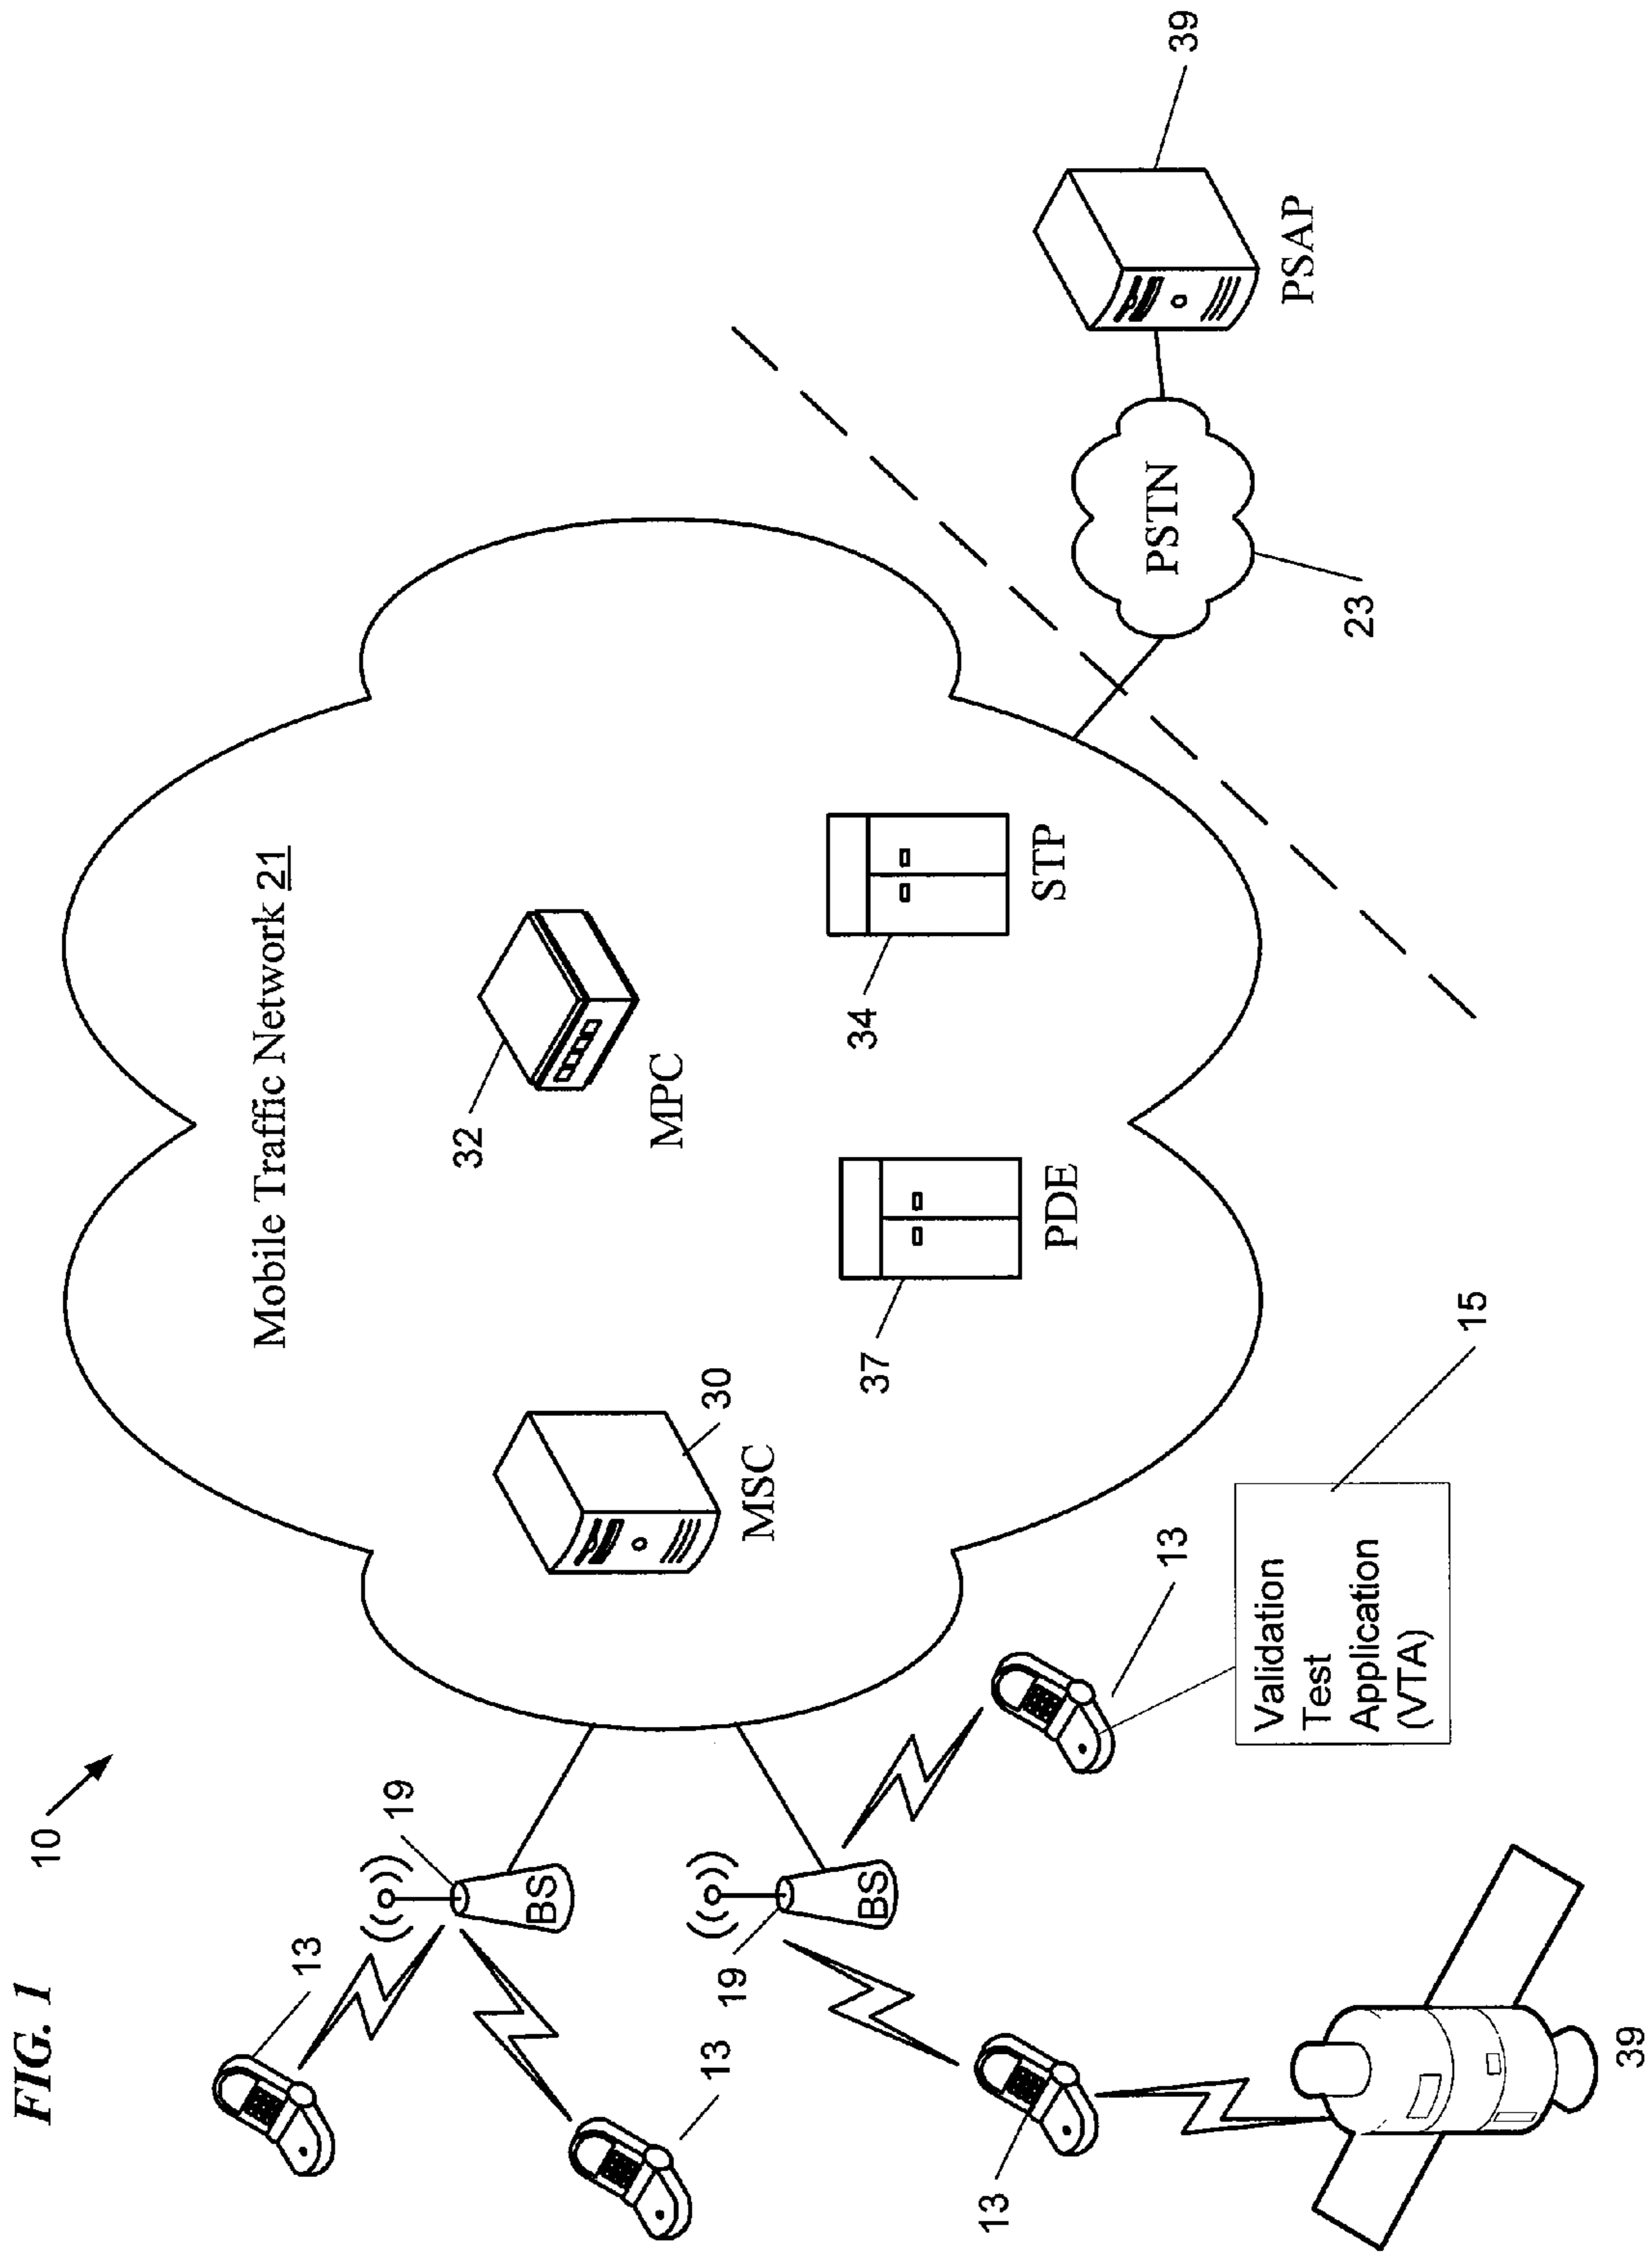 FIG. 1
10
Mobile Traffic Network 21
13
19
BS
13
19
BS
13
13
Validation
Test
Application
(VTA)
15
39
MSC
30
32
MPC
37
PDE
34
STP
PSTN
23
PSAP
39